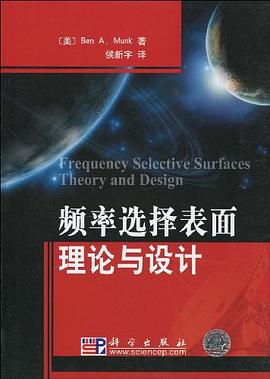 〔美〕Ben A. Munk 著
侯新宇 译
Frequency Selective Surfaces
Theory and Design
频率选择表面
理论与设计
科学出版社
www.sciencep.com